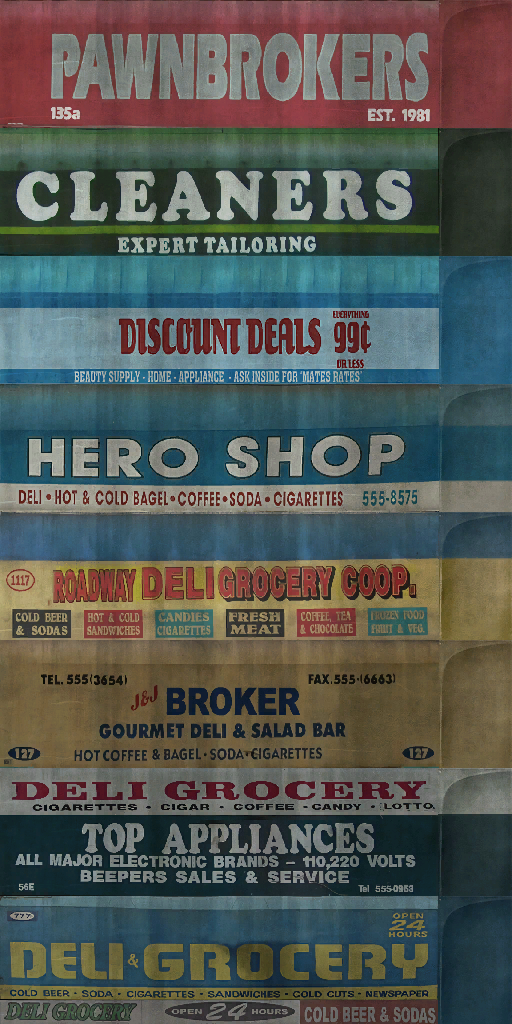 PAWNBROKERS
135a EST. 1981
CLEANERS
EXPERT TAILORING
EVERYTHING
DISCOUNT DEALS 99¢
OR LESS
BEAUTY SUPPLY - HOME - APPLIANCE - ASK INSIDE FOR 'MATES RATES'
HERO SHOP
DELI • HOT & COLD BAGEL • COFFEE • SODA • CIGARETTES 555-8575
1117 ROADWAY DELI GROCERY COOP.
COLD BEER & SODAS
HOT & COLD SANDWICHES
CANDIES CIGARETTES
FRESH MEAT
COFFEE, TEA & CHOCOLATE
FROZEN FOOD FRUIT & VEG.
TEL. 555(3654) FAX.555-(6663)
J&J BROKER
GOURMET DELI & SALAD BAR
127 HOT COFFEE & BAGEL · SODA · CIGARETTES 127
DELI GROCERY
CIGARETTES - CIGAR - COFFEE - CANDY - LOTTO.
TOP APPLIANCES
ALL MAJOR ELECTRONIC BRANDS – 110,220 VOLTS
BEEPERS SALES & SERVICE
56E Tel 555-0963
777 OPEN 24 HOURS
DELI & GROCERY
COLD BEER - SODA - CIGARETTES - SANDWICHES - COLD CUTS - NEWSPAPER
DELI GROCERY OPEN 24 HOURS COLD BEER & SODAS